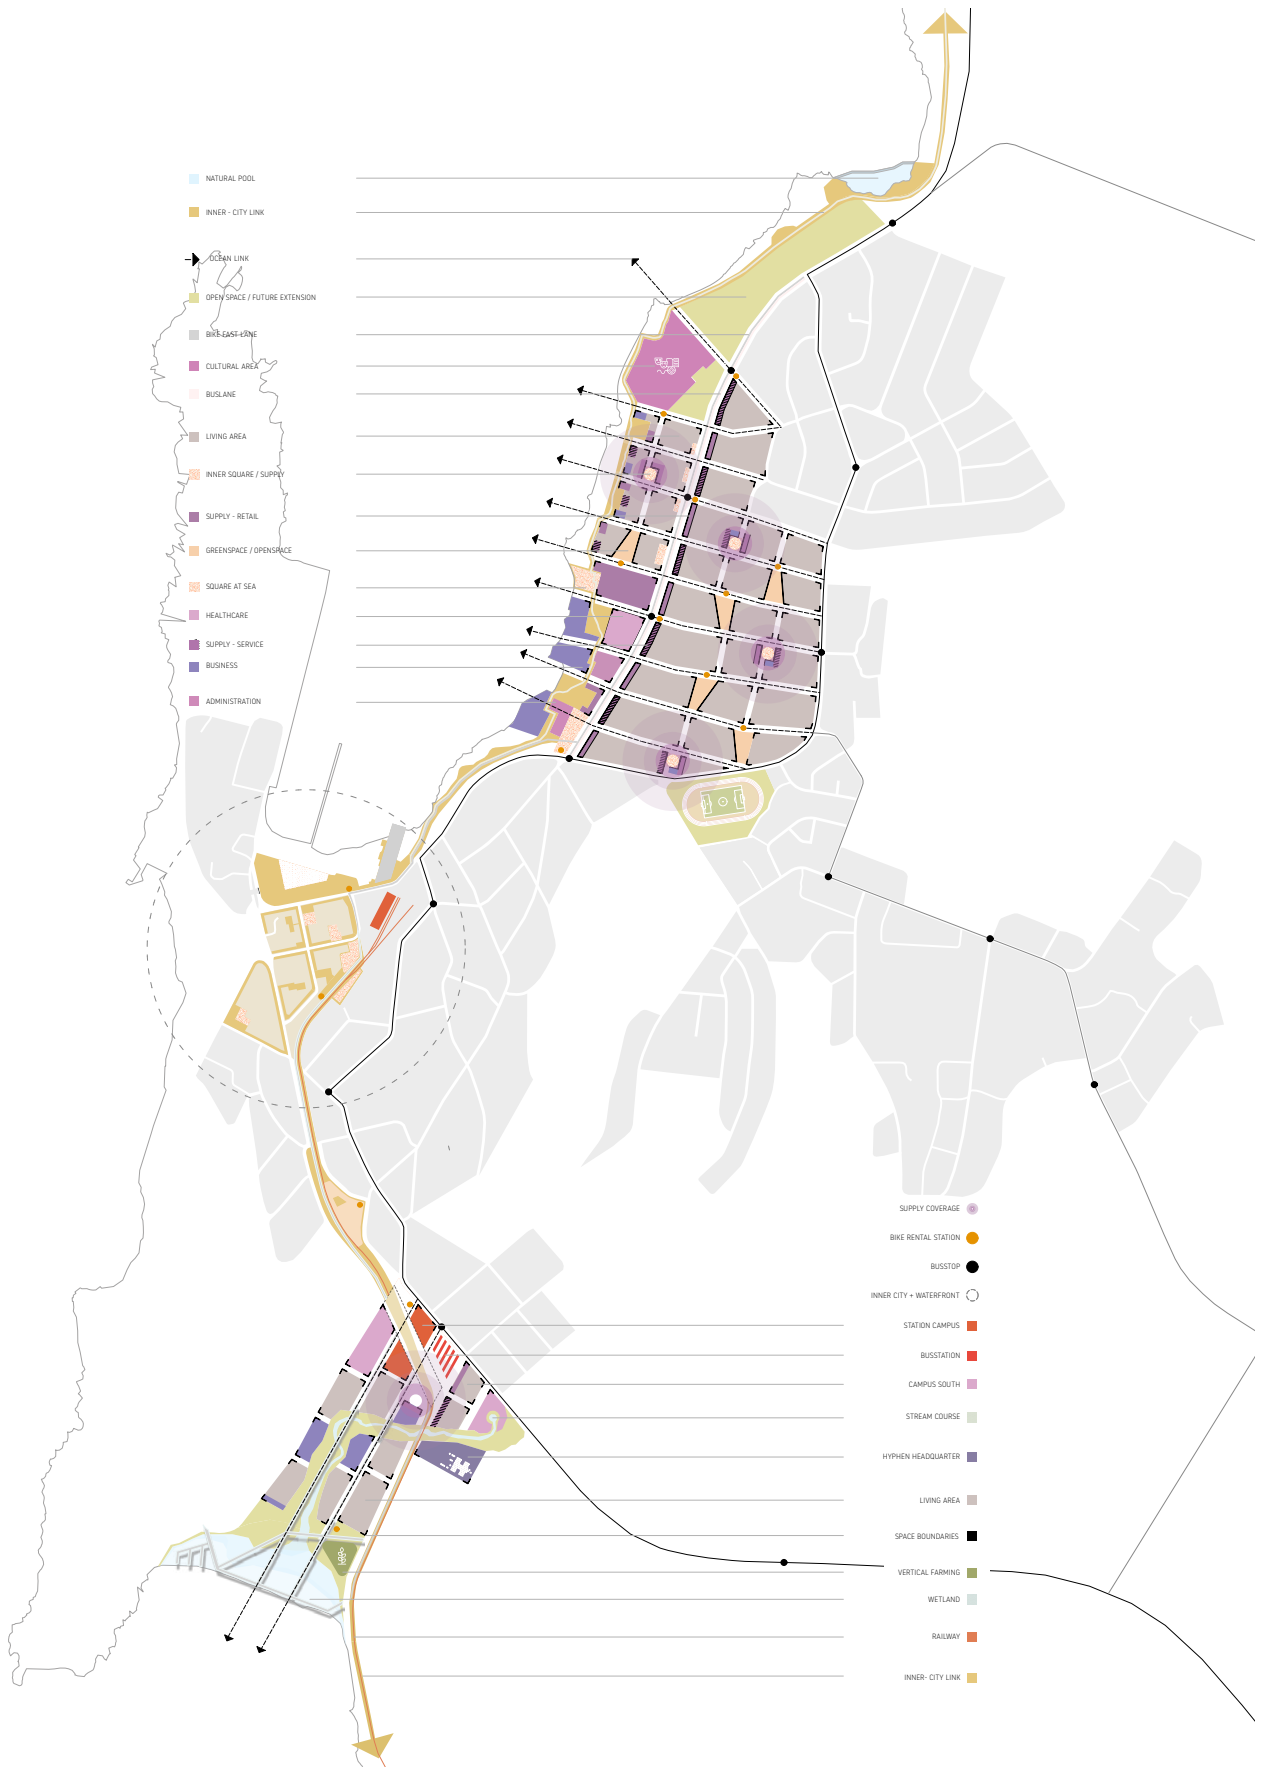 NATURAL POOL
INNER - CITY LINK
OCEAN LINK
OPEN SPACE / FUTURE EXTENSION
BIKE FAST LANE
CULTURAL AREA
BUSLANE
LIVING AREA
INNER SQUARE / SUPPLY
SUPPLY - RETAIL
GREENSPACE / OPENSPACE
SQUARE AT SEA
HEALTHCARE
SUPPLY - SERVICE
BUSINESS
ADMINISTRATION
SUPPLY COVERAGE
BIKE RENTAL STATION
BUSSTOP
INNER CITY + WATERFRONT
STATION CAMPUS
BUSSTATION
CAMPUS SOUTH
STREAM COURSE
HYPHEN HEADQUARTER
LIVING AREA
SPACE BOUNDARIES
VERTICAL FARMING
WETLAND
RAILWAY
INNER- CITY LINK